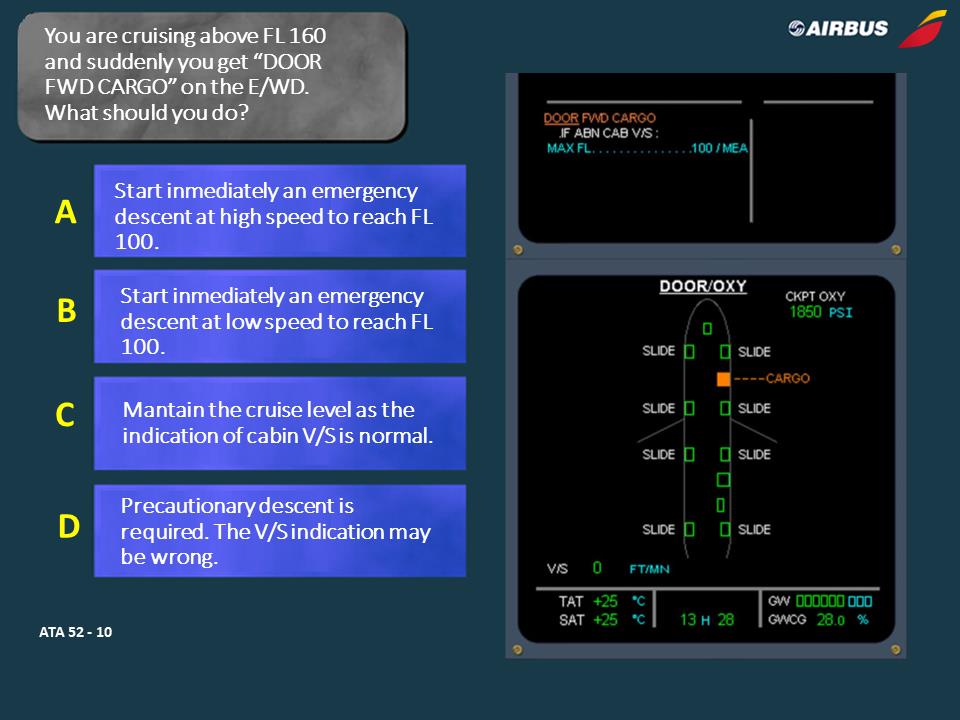 You are cruising above FL 160
and suddenly you get “DOOR
FWD CARGO” on the E/WD.
What should you do?
AIRBUS
A
Start inmediately an emergency
descent at high speed to reach FL
100.
B
Start inmediately an emergency
descent at low speed to reach FL
100.
C
Mantain the cruise level as the
indication of cabin V/S is normal.
D
Precautionary descent is
required. The V/S indication may
be wrong.
ATA 52 - 10
DOOR FWD CARGO
.IF ABN CAB V/S :
MAX FL...............100 / MEA
DOOR/OXY
CKPT OXY
1850 PSI
SLIDE SLIDE
----CARGO
SLIDE SLIDE
SLIDE SLIDE
SLIDE SLIDE
V/S 0 FT/MN
TAT +25 °C GW
SAT +25 °C 13 H 28 GWCG 28.0 %